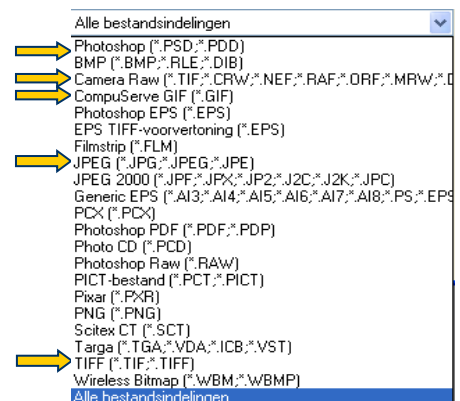 Alle bestandsindelingen
Photoshop (*.PSD;*.PDD)
BMP (*.BMP;*.RLE;*.DIB)
Camera Raw (*.TIF;*.CRW;*.NEF;*.RAF;*.ORF;*.MRW;*.D
CompuServe GIF (*.GIF)
Photoshop EPS (*.EPS)
EPS TIFF-voorvertoning (*.EPS)
Filmstrip (*.FLM)
JPEG (*.JPG;*.JPEG;*.JPE)
JPEG 2000 (*.JPF;*.JPX;*.JP2;*.J2C;*.J2K;*.JPC)
Generic EPS (*.AI3;*.AI4;*.AI5;*.AI6;*.AI7;*.AI8;*.PS;*.EPS
PCX (*.PCX)
Photoshop PDF (*.PDF;*.PDP)
Photo CD (*.PCD)
Photoshop Raw (*.RAW)
PICT-bestand (*.PCT;*.PICT)
Pixar (*.PXR)
PNG (*.PNG)
Scitex CT (*.SCT)
Targa (*.TGA;*.VDA;*.ICB;*.VST)
TIFF (*.TIF;*.TIFF)
Wireless Bitmap (*.WBM;*.WBMP)
Alle bestandsindelingen